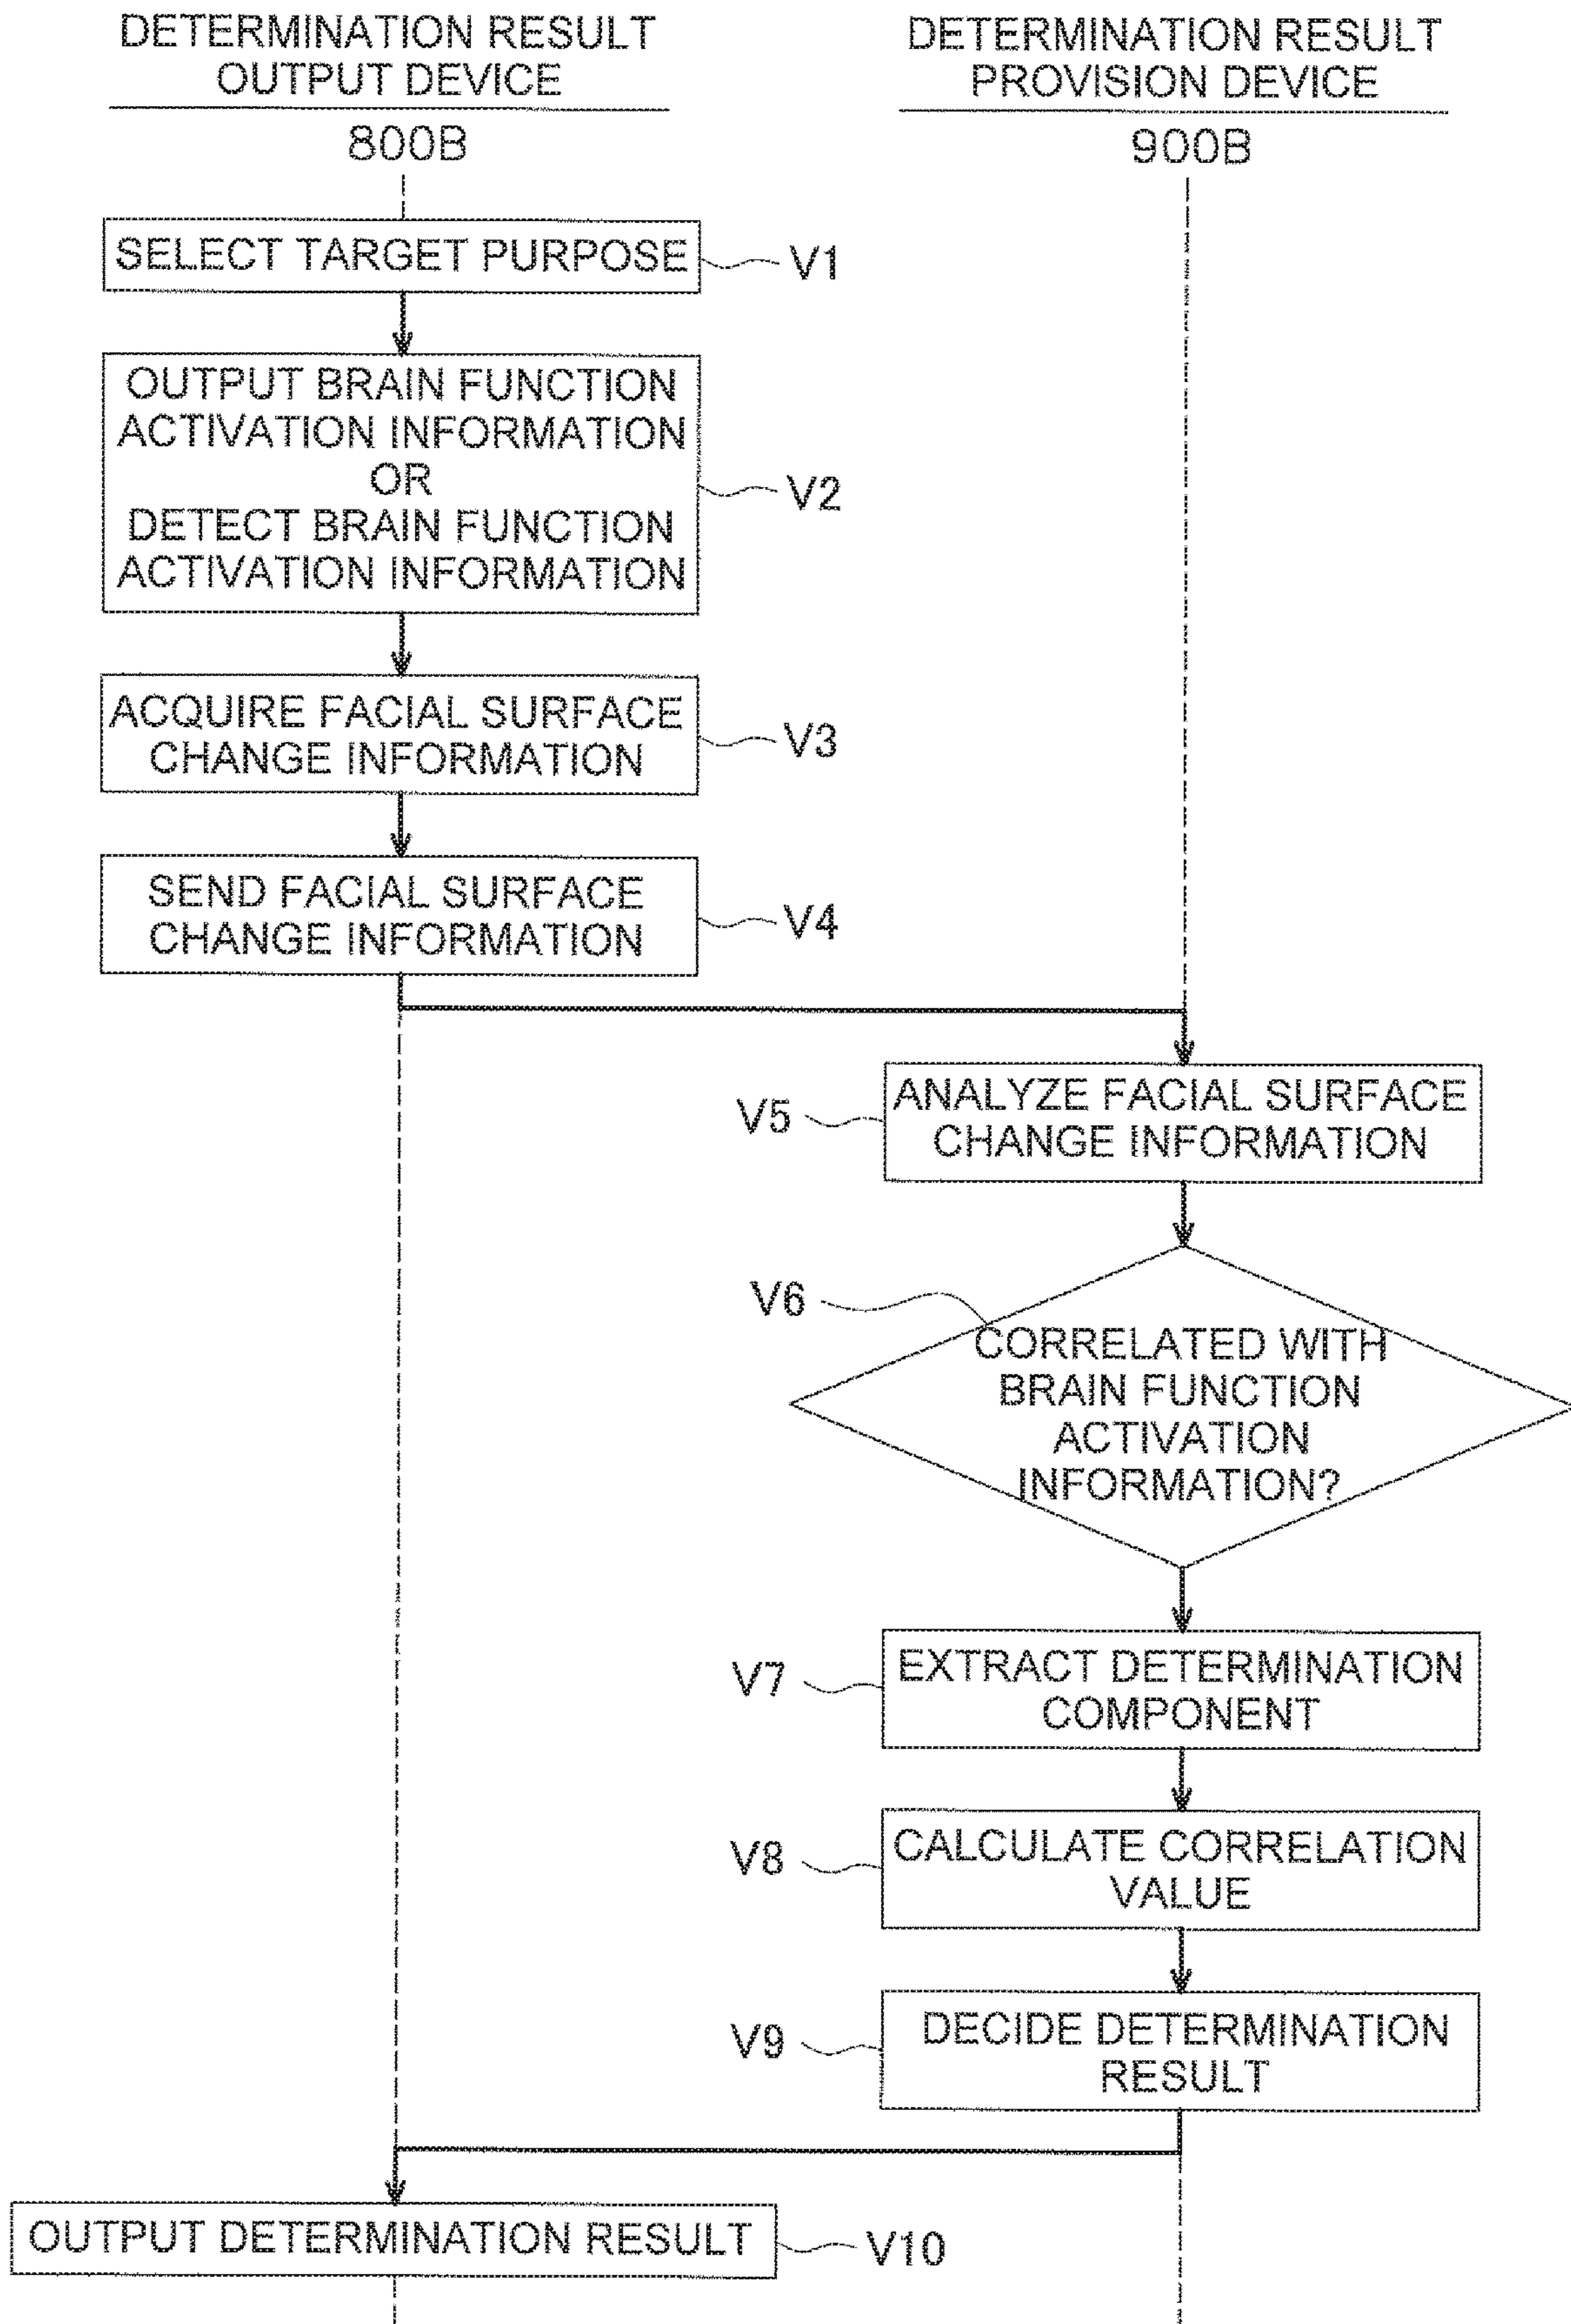 DETERMINATION RESULT
OUTPUT DEVICE
800B
DETERMINATION RESULT
PROVISION DEVICE
900B
SELECT TARGET PURPOSE
V1
OUTPUT BRAIN FUNCTION
ACTIVATION INFORMATION
OR
DETECT BRAIN FUNCTION
ACTIVATION INFORMATION
V2
ACQUIRE FACIAL SURFACE
CHANGE INFORMATION
V3
SEND FACIAL SURFACE
CHANGE INFORMATION
V4
V5
ANALYZE FACIAL SURFACE
CHANGE INFORMATION
V6
CORRELATED WITH
BRAIN FUNCTION
ACTIVATION
INFORMATION?
V7
EXTRACT DETERMINATION
COMPONENT
V8
CALCULATE CORRELATION
VALUE
V9
DECIDE DETERMINATION
RESULT
OUTPUT DETERMINATION RESULT
V10